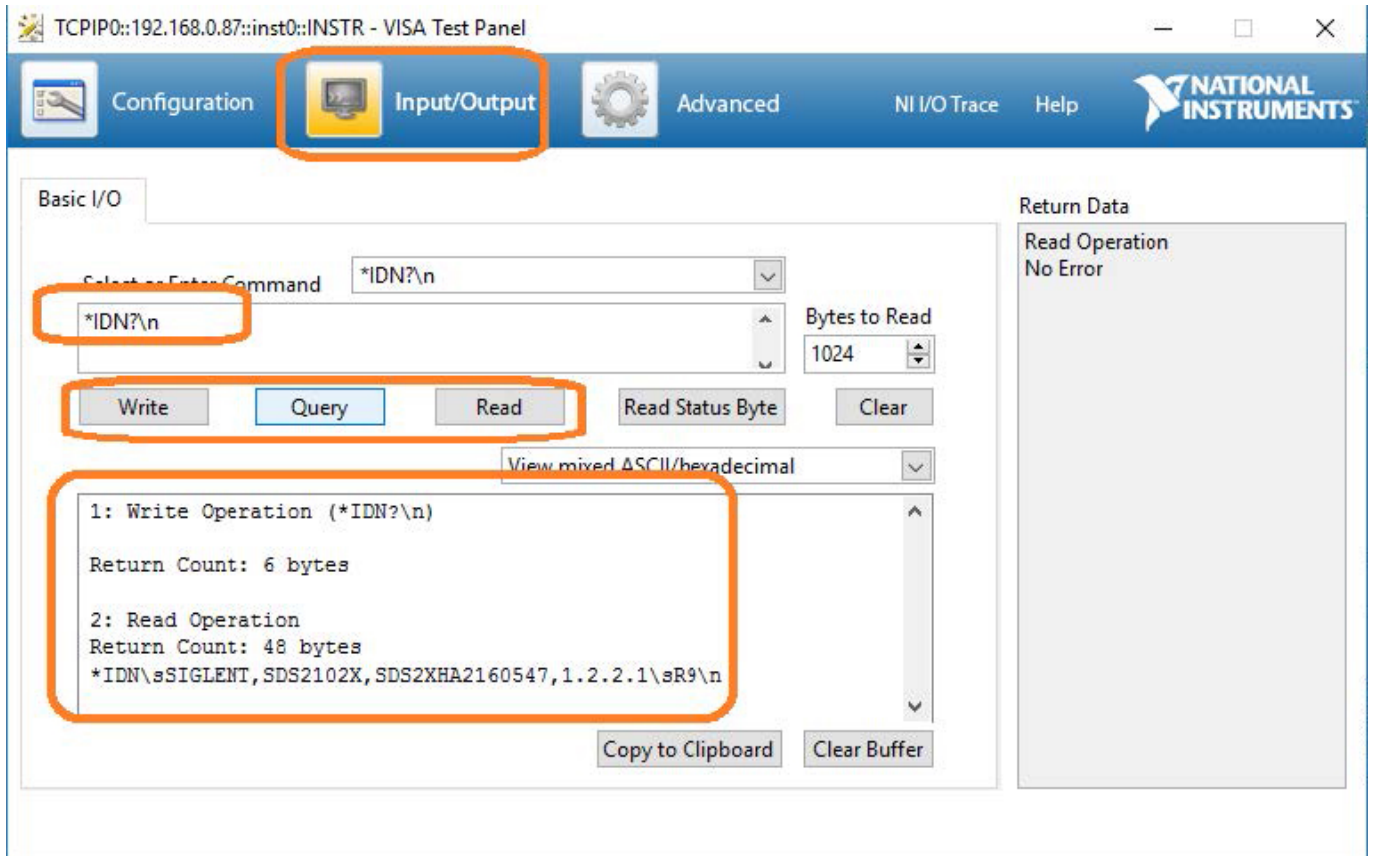 TCPIP0::192.168.0.87::inst0::INSTR - VISA Test Panel
Configuration Input/Output Advanced NI I/O Trace Help NATIONAL INSTRUMENTS
Basic I/O
Select or Enter Command *IDN?\n
*IDN?\n
Bytes to Read
1024
Write Query Read Read Status Byte Clear
View mixed ASCII/hexadecimal
1: Write Operation (*IDN?\n)
Return Count: 6 bytes
2: Read Operation
Return Count: 48 bytes
*IDN\sSIGLENT,SDS2102X,SDS2XHA2160547,1.2.2.1\sR9\n
Copy to Clipboard Clear Buffer
Return Data
Read Operation
No Error